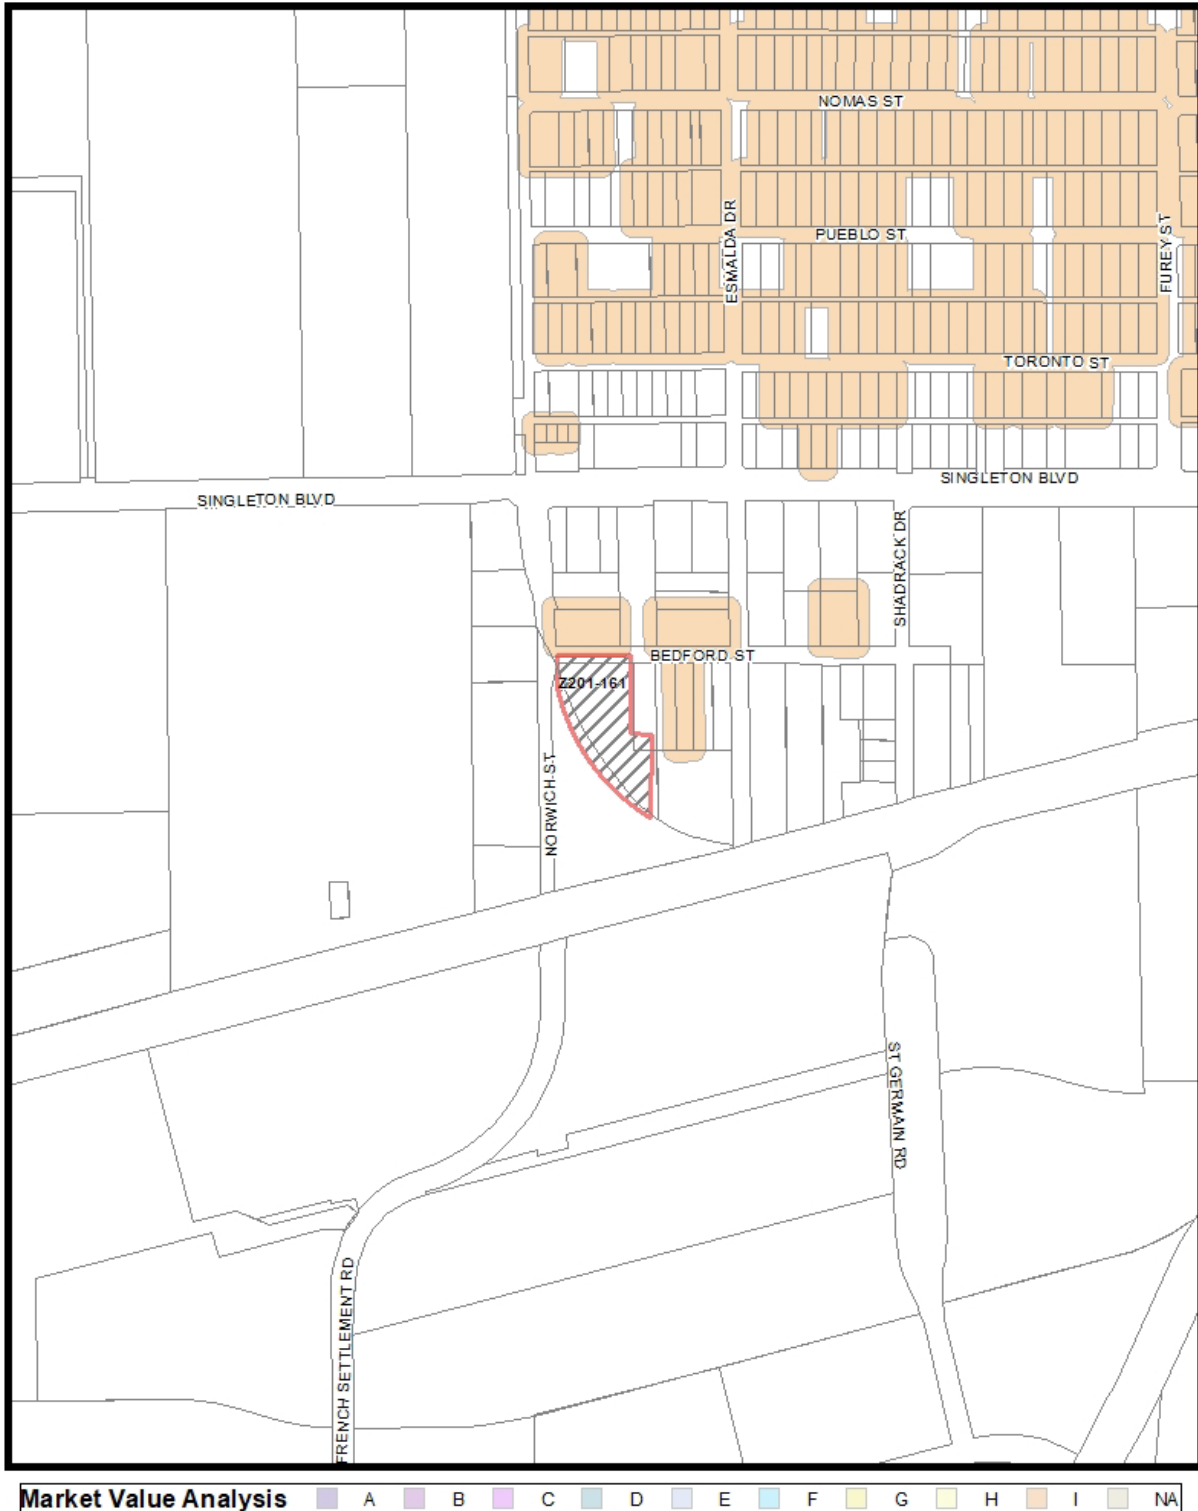 NOMAS ST
ESMALDA DR
PUEBLO ST
FUREY ST
TORONTO ST
SINGLETON BLVD
SINGLETON BLVD
SHADRACK DR
BEDFORD ST
Z201-161
NORWICH ST
ST GERMAIN RD
FRENCH SETTLEMENT RD
Market Value Analysis A B C D E F G H I NA